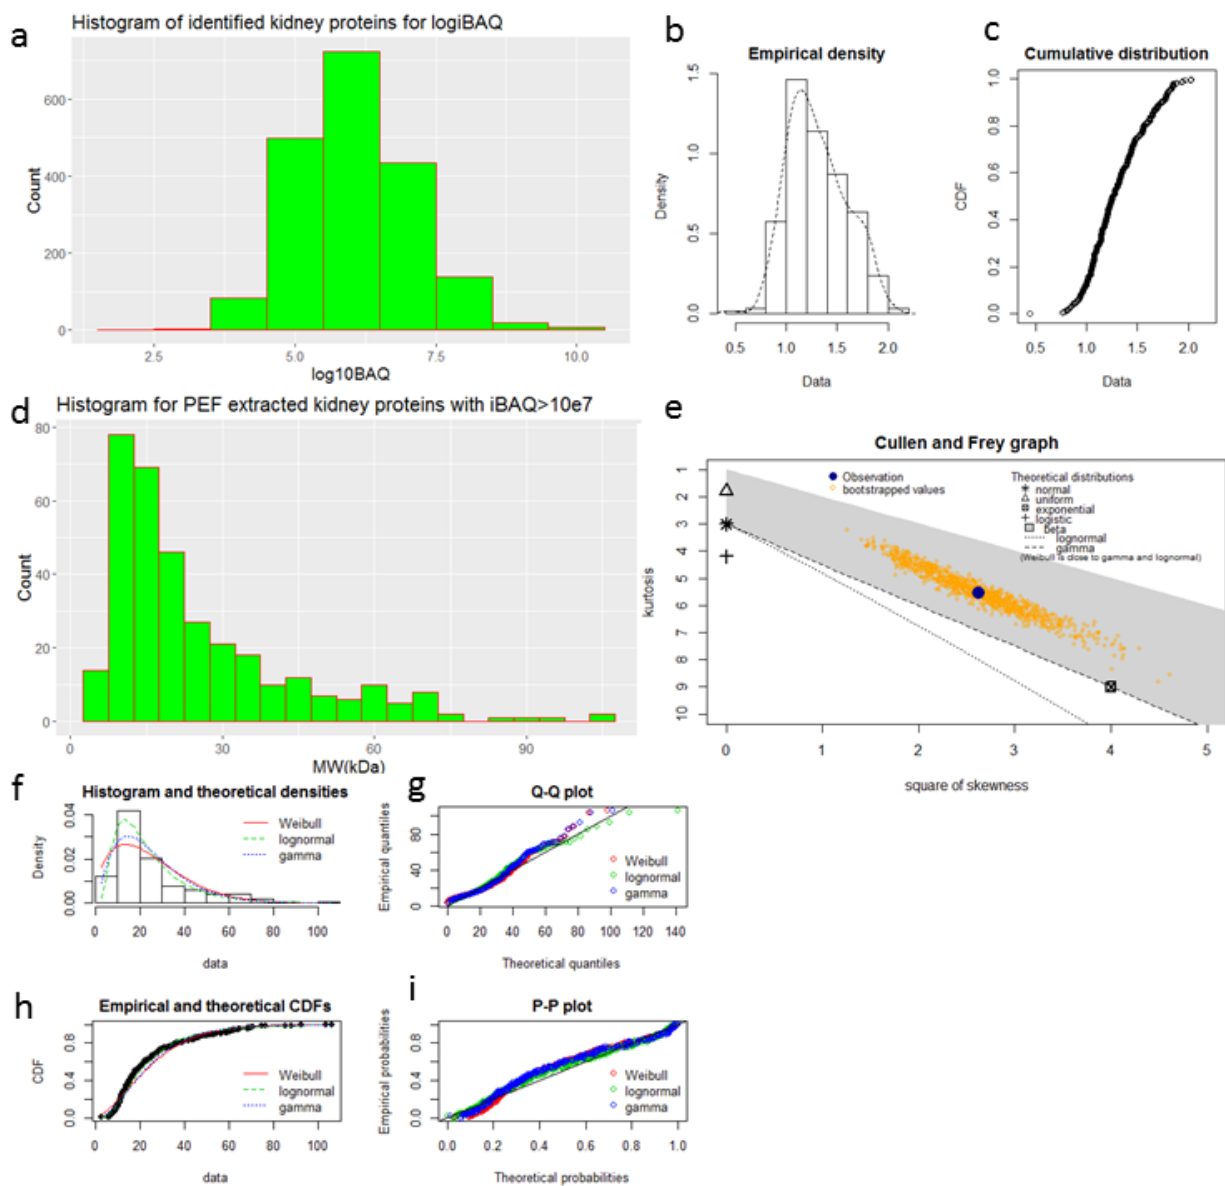 a
Histogram of identified kidney proteins for logiBAQ
Count
600
400
200
0
2.5
5.0
7.5
10.0
log10BAQ
b
Empirical density
Density
1.5
1.0
0.5
0.0
0.5
1.0
1.5
2.0
Data
c
Cumulative distribution
CDF
1.0
0.8
0.6
0.4
0.2
0.0
0.5
1.0
1.5
2.0
Data
d
Histogram for PEF extracted kidney proteins with iBAQ>10e7
Count
80
60
40
20
0
0
30
60
90
MW(kDa)
e
Cullen and Frey graph
kurtosis
1
2
3
4
5
6
7
8
9
10
Observation
bootstrapped values
Theoretical distributions
normal
uniform
exponential
logistic
beta
lognormal
gamma
(Weibull is close to gamma and lognormal)
0
1
2
3
4
5
square of skewness
f
Histogram and theoretical densities
Density
0.04
0.02
0.00
Weibull
lognormal
gamma
0
20
40
60
80
100
data
g
Q-Q plot
Empirical quantiles
80
40
0
Weibull
lognormal
gamma
0
20
40
60
80
100
120
140
Theoretical quantiles
h
Empirical and theoretical CDFs
CDF
0.8
0.4
0.0
Weibull
lognormal
gamma
0
20
40
60
80
100
data
i
P-P plot
Empirical probabilities
0.8
0.4
0.0
Weibull
lognormal
gamma
0.0
0.2
0.4
0.6
0.8
1.0
Theoretical probabilities